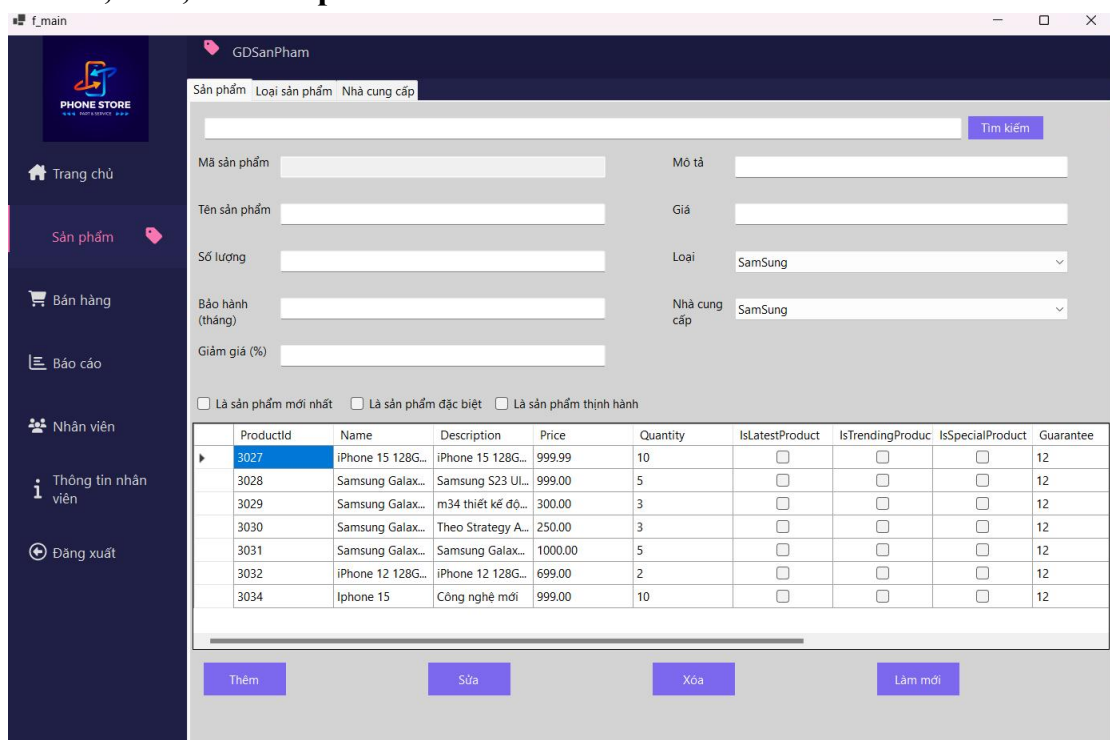 f_main
PHONE STORE
PART & SERVICE
Trang chủ
Sản phẩm
Bán hàng
Báo cáo
Nhân viên
Thông tin nhân
viên
Đăng xuất
GDSanPham
Sản phẩm Loại sản phẩm Nhà cung cấp
Tìm kiếm
Mã sản phẩm Mô tả
Tên sản phẩm Giá
Số lượng Loại SamSung
Bảo hành
(tháng)
Nhà cung
cấp
SamSung
Giảm giá (%)
Là sản phẩm mới nhất Là sản phẩm đặc biệt Là sản phẩm thịnh hành
ProductId Name Description Price Quantity IsLatestProduct IsTrendingProduc IsSpecialProduct Guarantee
3027 iPhone 15 128G... iPhone 15 128G... 999.99 10 12
3028 Samsung Galax... Samsung S23 Ul... 999.00 5 12
3029 Samsung Galax... m34 thiết kế độ... 300.00 3 12
3030 Samsung Galax... Theo Strategy A... 250.00 3 12
3031 Samsung Galax... Samsung Galax... 1000.00 5 12
3032 iPhone 12 128G... iPhone 12 128G... 699.00 2 12
3034 Iphone 15 Công nghệ mới 999.00 10 12
Thêm Sửa Xóa Làm mới